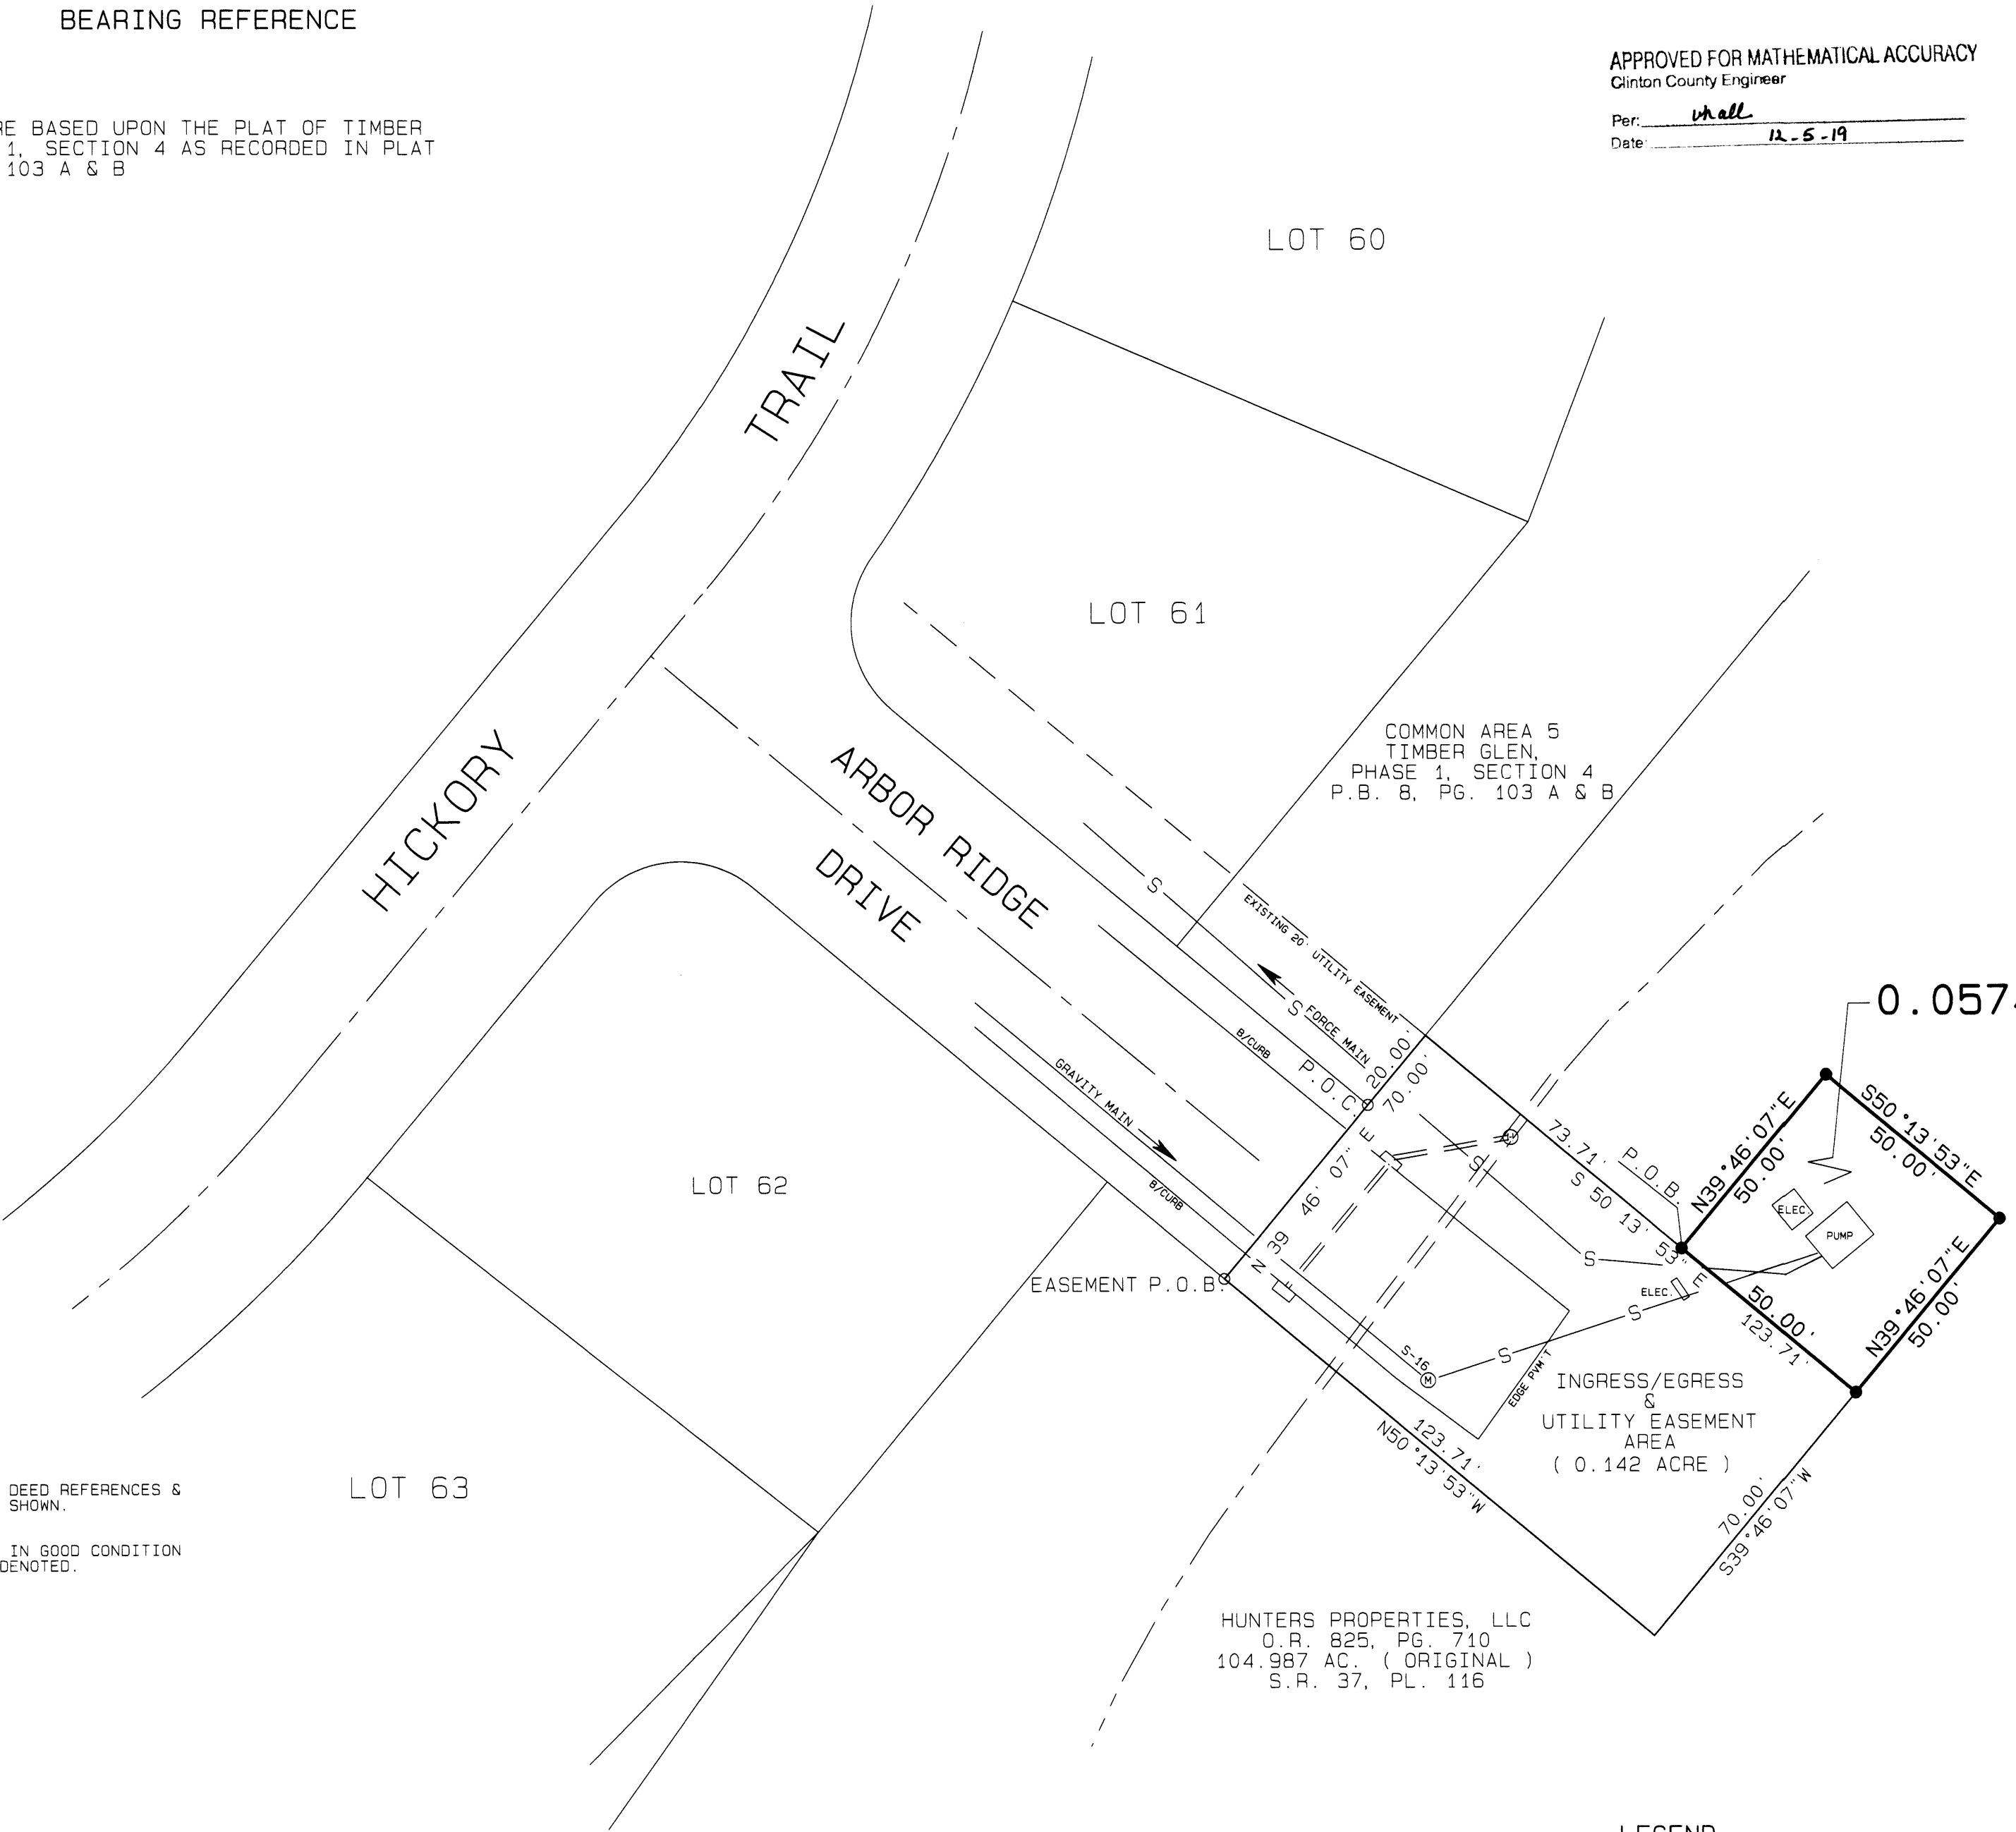 BEARING REFERENCE
RE BASED UPON THE PLAT OF TIMBER
1, SECTION 4 AS RECORDED IN PLAT
103 A & B
APPROVED FOR MATHEMATICAL ACCURACY
Clinton County Engineer
Per:
Date: 12-5-19
LOT 60
TRAIL
LOT 61
HICKORY
ARBOR RIDGE
DRIVE
COMMON AREA 5
TIMBER GLEN,
PHASE 1, SECTION 4
P.B. 8, PG. 103 A & B
S
EXISTING 20' UTILITY EASEMENT
S
FORCE MAIN
B/CURB
P.O.C.
20.00'
70.00'
GRAVITY MAIN
B/CURB
N 39 46' 07" E
EASEMENT P.O.B.
0.057
N39°46'07"E
50.00'
S50°13'53"E
50.00'
73.71'
S 50 13' 53" E
P.O.B.
ELEC
PUMP
S
S
ELEC.
S
S
S-16
M
EDGE PVM'T
50.00'
123.71'
N39°46'07"E
50.00'
LOT 62
INGRESS/EGRESS
&
UTILITY EASEMENT
AREA
( 0.142 ACRE )
123.71'
N50°13'53"W
70.00'
S39°46'07"W
LOT 63
DEED REFERENCES &
SHOWN.
IN GOOD CONDITION
DENOTED.
HUNTERS PROPERTIES, LLC
O.R. 825, PG. 710
104.987 AC. ( ORIGINAL )
S.R. 37, PL. 116
LEGEND